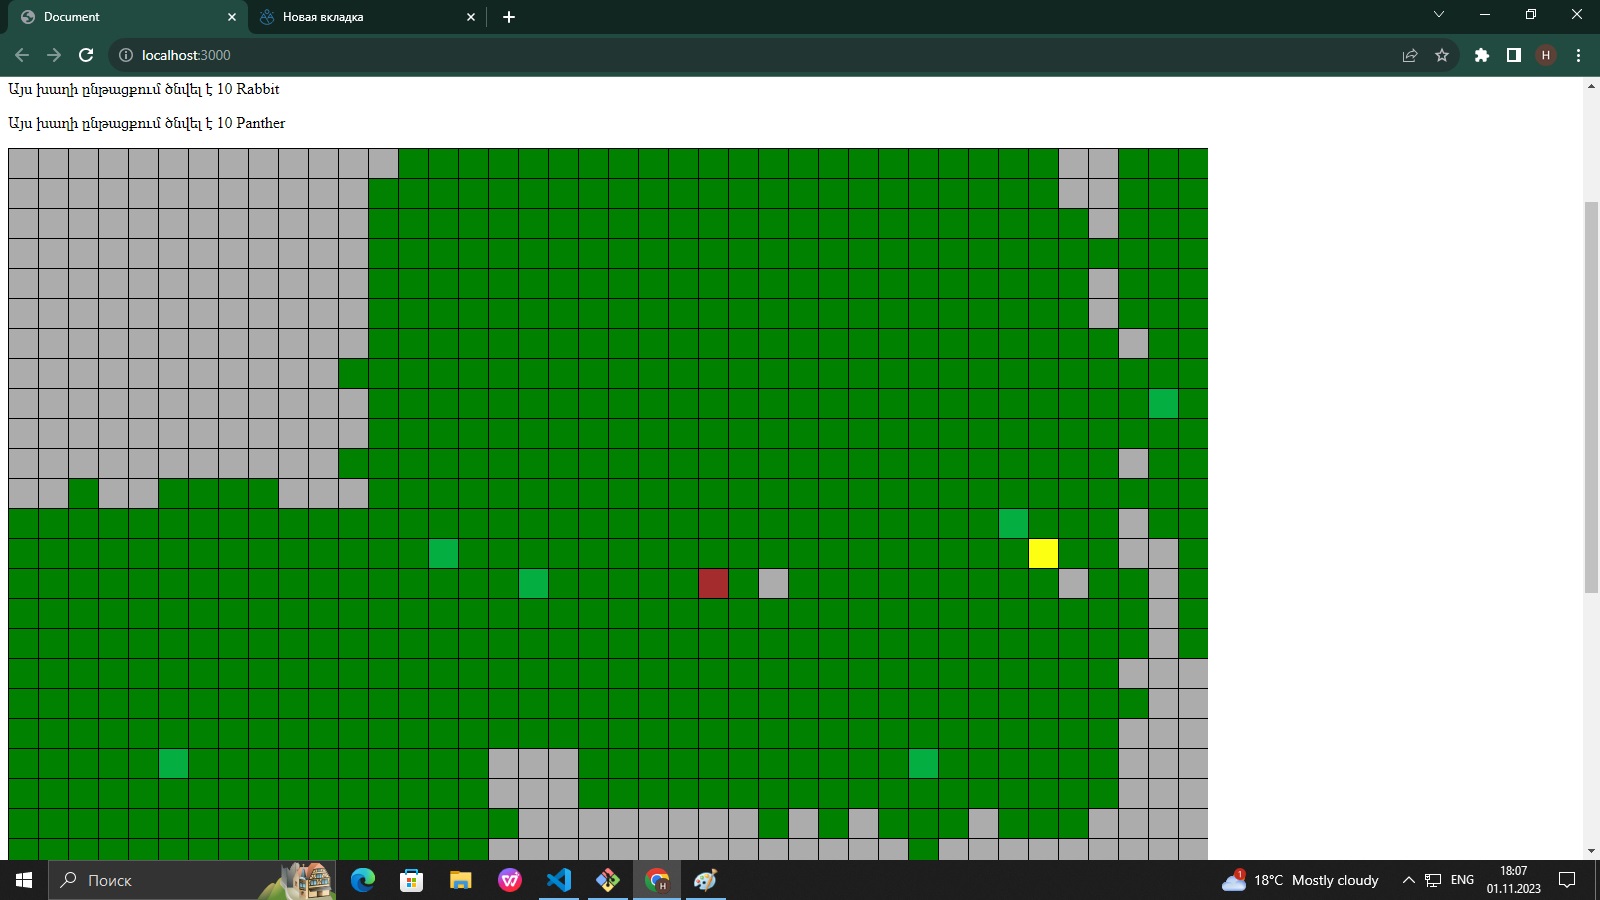 Document
Новая вкладка
localhost:3000
H
Այս խաղի ընթացքում ծնվել է 10 Rabbit
Այս խաղի ընթացքում ծնվել է 10 Panther
Поиск
1
18°C Mostly cloudy
ENG
18:07
01.11.2023